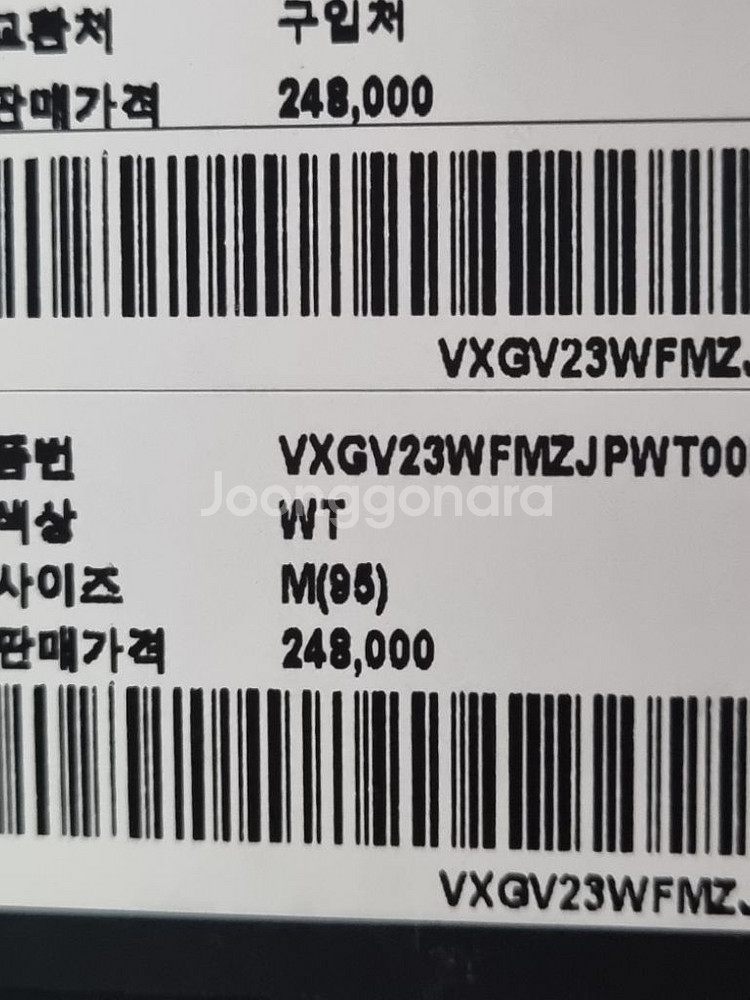 교환처 구입처
판매가격 248,000
VXGV23WFMZJ
품번 VXGV23WFMZJPWT00
색상 WT
Joonggonara
사이즈 M(95)
판매가격 248,000
VXGV23WFMZJ